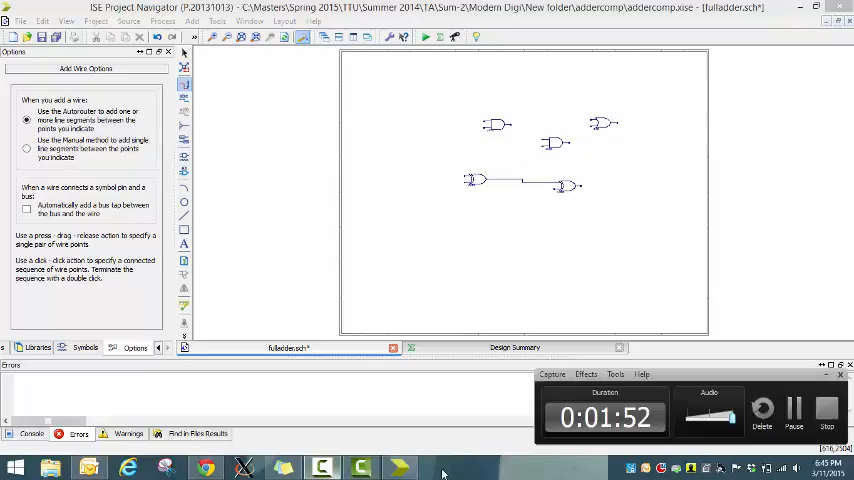 ISE Project Navigator (P.20131013) - C:\Masters\Spring 2015\TTU\Summer 2014\TA\Sum-2\Modern Digi\New folder\addercomp\addercomp.xise - [fulladder.sch*]
File Edit View Project Source Process Add Tools Window Layout Help
Options
Add Wire Options
When you add a wire:
Use the Autorouter to add one or
more line segments between the
points you indicate
Use the Manual method to add single
line segments between the points
you indicate
When a wire connects a symbol pin and a
bus:
Automatically add a bus tap between
the bus and the wire
Use a press - drag - release action to specify a
single pair of wire points.
Use a click - click action to specify a connected
sequence of wire points. Terminate the
sequence with a double click.
s Libraries Symbols Options
fulladder.sch* Design Summary
Errors
Console Errors Warnings Find in Files Results
Capture Effects Tools Help
Duration Audio
0:01:52
Delete Pause Stop
[616,2504]
6:45 PM
3/11/2015